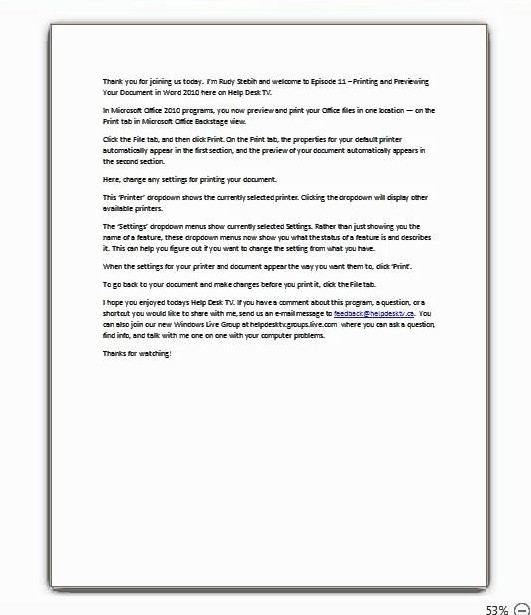 Thank you for joining us today. I'm Rudy Stebih and welcome to Episode 11 – Printing and Previewing
Your Document in Word 2010 here on Help Desk TV.
In Microsoft Office 2010 programs, you now preview and print your Office files in one location — on the
Print tab in Microsoft Office Backstage view.
Click the File tab, and then click Print. On the Print tab, the properties for your default printer
automatically appear in the first section, and the preview of your document automatically appears in
the second section.
Here, change any settings for printing your document.
This 'Printer' dropdown shows the currently selected printer. Clicking the dropdown will display other
available printers.
The 'Settings' dropdown menus show currently selected Settings. Rather than just showing you the
name of a feature, these dropdown menus now show you what the status of a feature is and describes
it. This can help you figure out if you want to change the setting from what you have.
When the settings for your printer and document appear the way you want them to, click 'Print'.
To go back to your document and make changes before you print it, click the File tab.
I hope you enjoyed todays Help Desk TV. If you have a comment about this program, a question, or a
shortcut you would like to share with me, send us an e-mail message to feedback@helpdesktv.ca. You
can also join our new Windows Live Group at helpdesktv.groups.live.com where you can ask a question,
find info, and talk with me one on one with your computer problems.
Thanks for watching!
53%